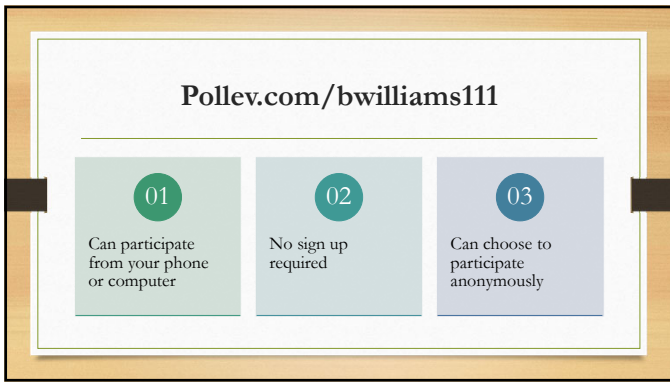 Pollev.com/bwilliams111
01
Can participate
from your phone
or computer
02
No sign up
required
03
Can choose to
participate
anonymously